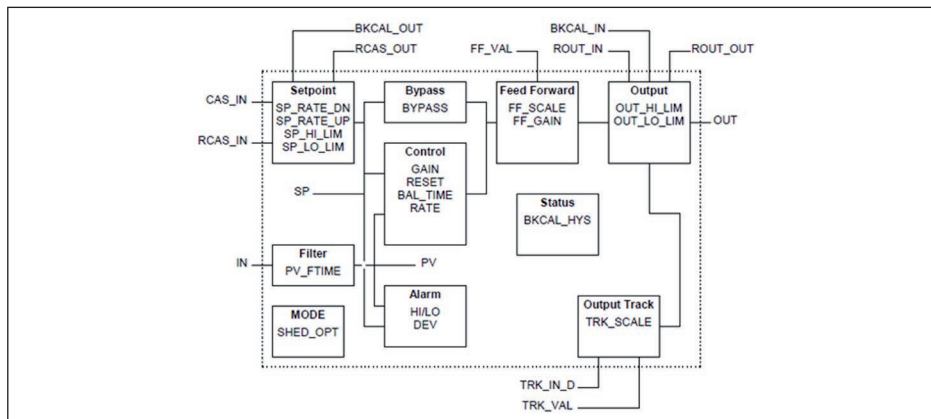 BKCAL_OUT
RCAS_OUT
FF_VAL
BKCAL_IN
ROUT_IN
ROUT_OUT
CAS_IN
RCAS_IN
Setpoint
SP_RATE_DN
SP_RATE_UP
SP_HI_LIM
SP_LO_LIM
Bypass
BYPASS
Feed Forward
FF_SCALE
FF_GAIN
Output
OUT_HI_LIM
OUT_LO_LIM
OUT
Control
GAIN
RESET
BAL_TIME
RATE
SP
Status
BKCAL_HYS
IN
Filter
PV_FTIME
PV
Alarm
HI/LO
DEV
MODE
SHED_OPT
Output Track
TRK_SCALE
TRK_IN_D
TRK_VAL